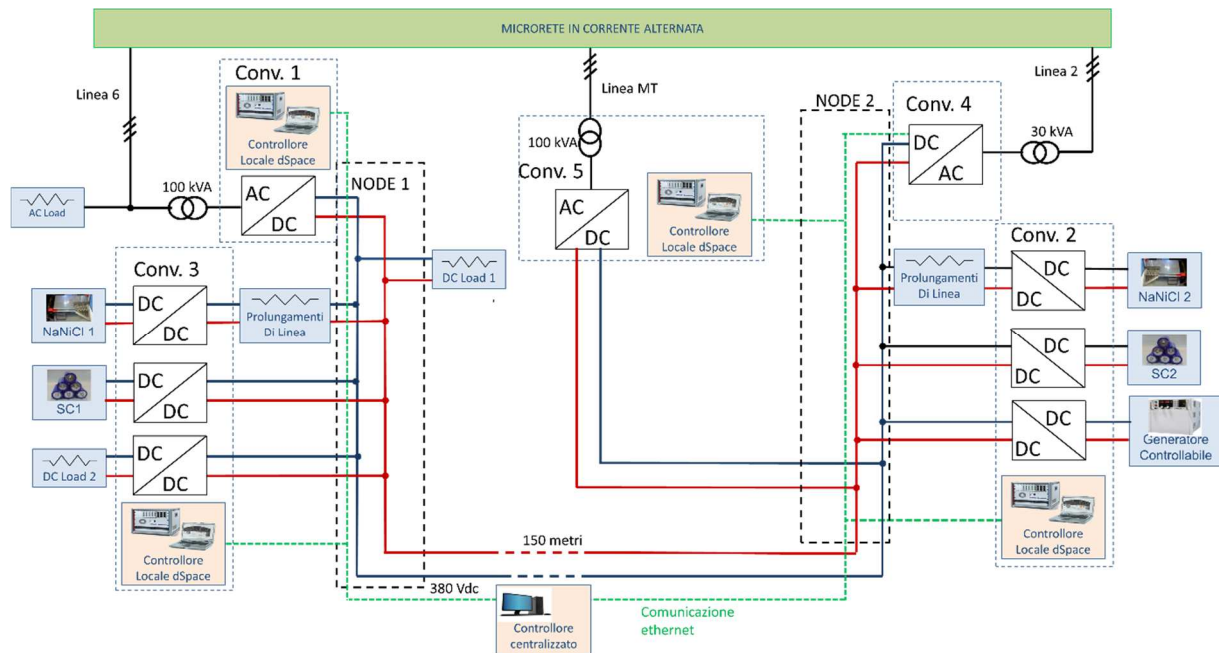 MICRORETE IN CORRENTE ALTERNATA
Linea 6
Conv. 1
Controllore
Locale dSpace
Linea MT
Linea 2
NODE 2
Conv. 4
DC
AC
30 kVA
100 kVA
Conv. 5
AC
DC
Controllore
Locale dSpace
AC Load
100 kVA
AC
DC
NODE 1
DC Load 1
Conv. 3
DC
DC
NaNiCl 1
Prolungamenti
Di Linea
DC
DC
SC1
DC
DC
DC Load 2
Controllore
Locale dSpace
Conv. 2
Prolungamenti
Di Linea
DC
DC
NaNiCl 2
DC
DC
SC2
DC
DC
Generatore
Controllabile
Controllore
Locale dSpace
150 metri
380 Vdc
Controllore
centralizzato
Comunicazione
ethernet